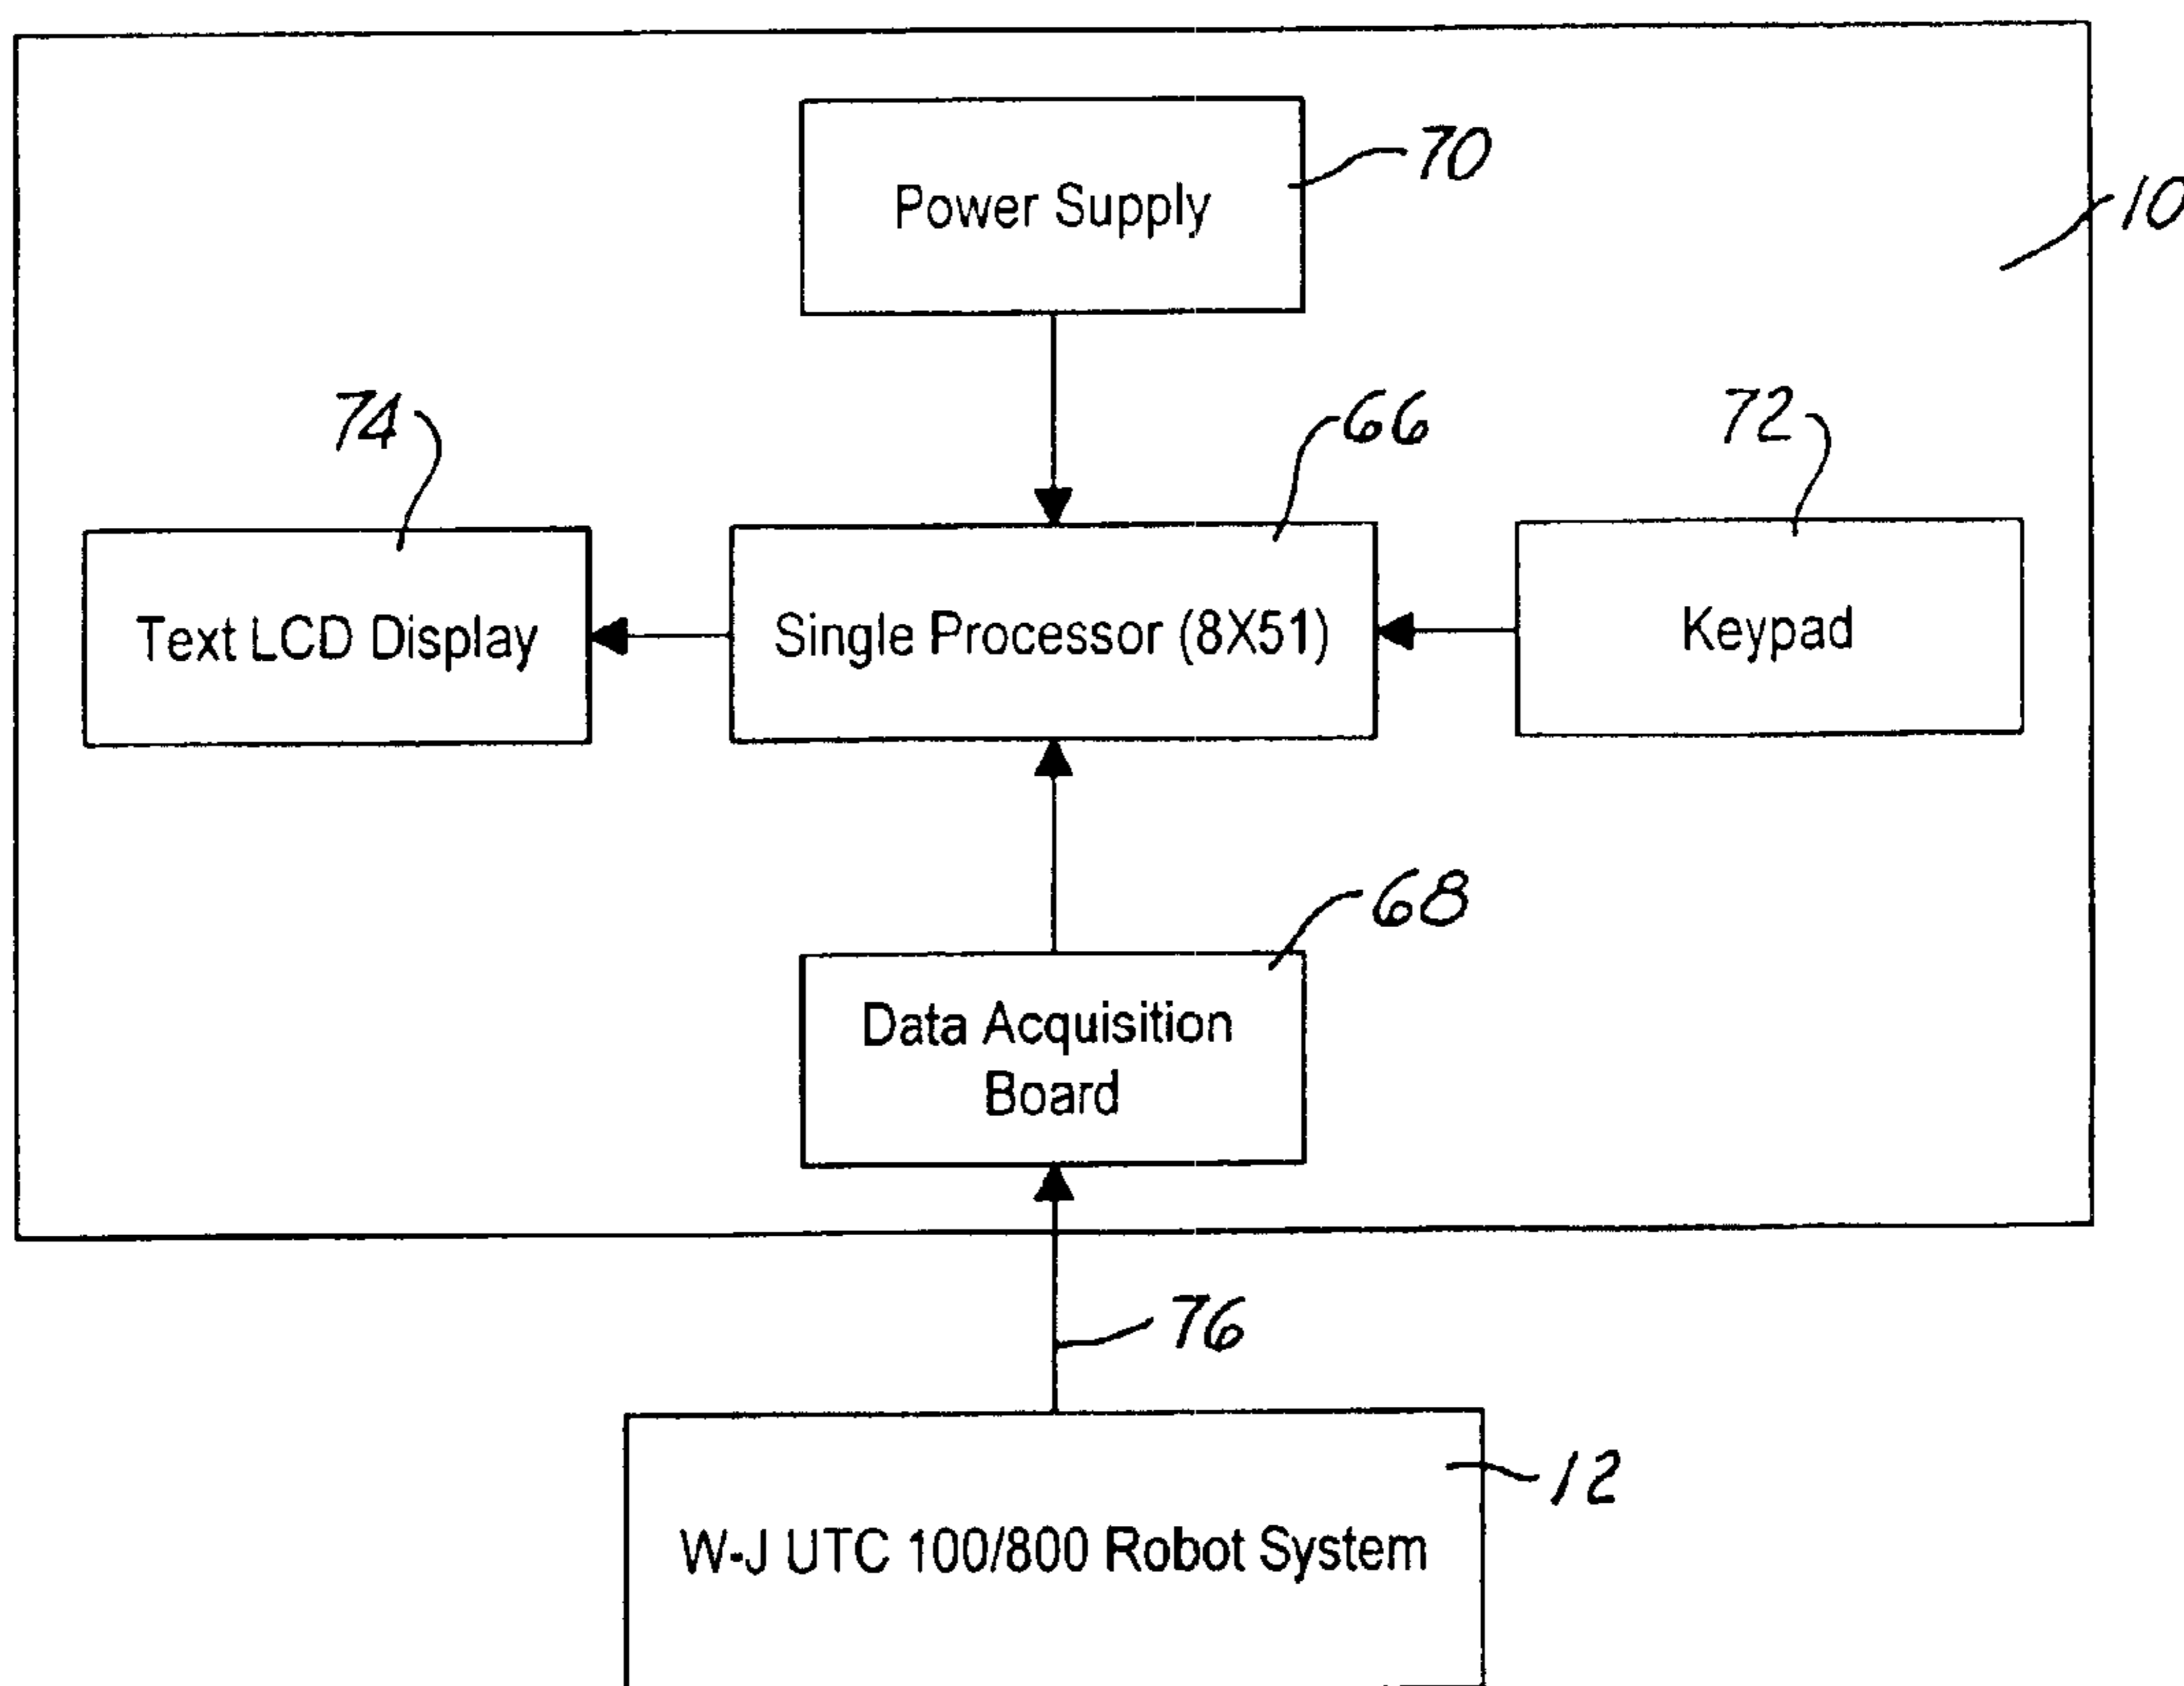 Power Supply
70
10
74
66
72
Text LCD Display
Single Processor (8X51)
Keypad
68
Data Acquisition
Board
76
12
W-J UTC 100/800 Robot System